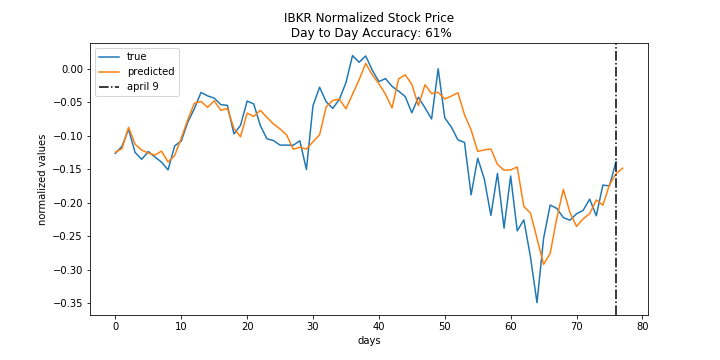 IBKR Normalized Stock Price
Day to Day Accuracy: 61%
true
predicted
april 9
normalized values
0.00
−0.05
−0.10
−0.15
−0.20
−0.25
−0.30
−0.35
0 10 20 30 40 50 60 70 80
days